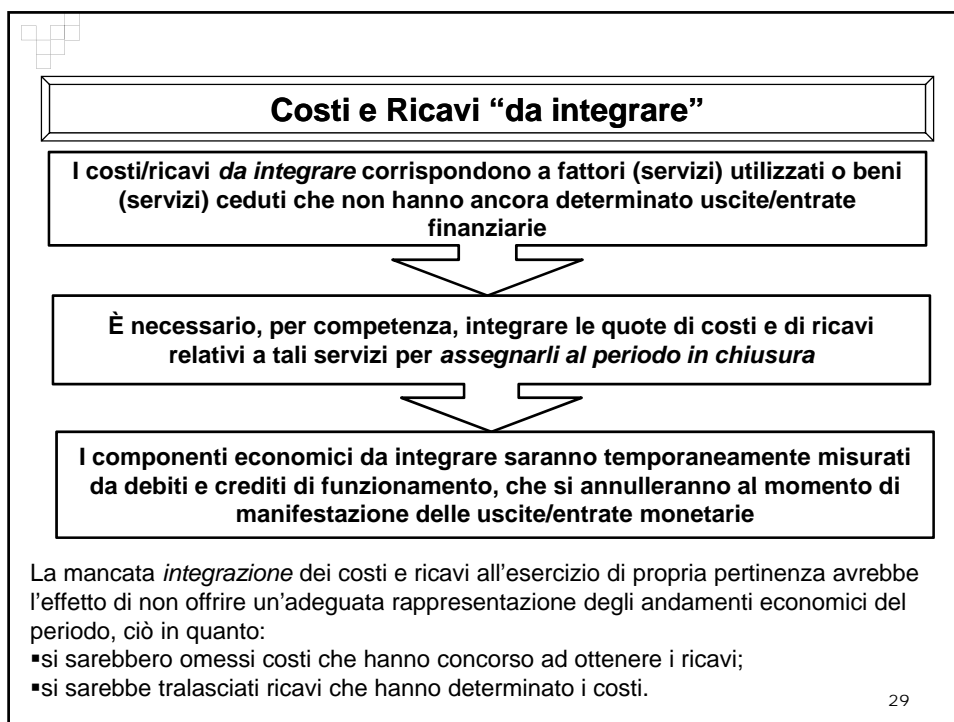 Costi e Ricavi “da integrare”
I costi/ricavi da integrare corrispondono a fattori (servizi) utilizzati o beni
(servizi) ceduti che non hanno ancora determinato uscite/entrate
finanziarie
È necessario, per competenza, integrare le quote di costi e di ricavi
relativi a tali servizi per assegnarli al periodo in chiusura
I componenti economici da integrare saranno temporaneamente misurati
da debiti e crediti di funzionamento, che si annulleranno al momento di
manifestazione delle uscite/entrate monetarie
La mancata integrazione dei costi e ricavi all’esercizio di propria pertinenza avrebbe
l’effetto di non offrire un’adeguata rappresentazione degli andamenti economici del
periodo, ciò in quanto:
▪si sarebbero omessi costi che hanno concorso ad ottenere i ricavi;
▪si sarebbe tralasciati ricavi che hanno determinato i costi.
29